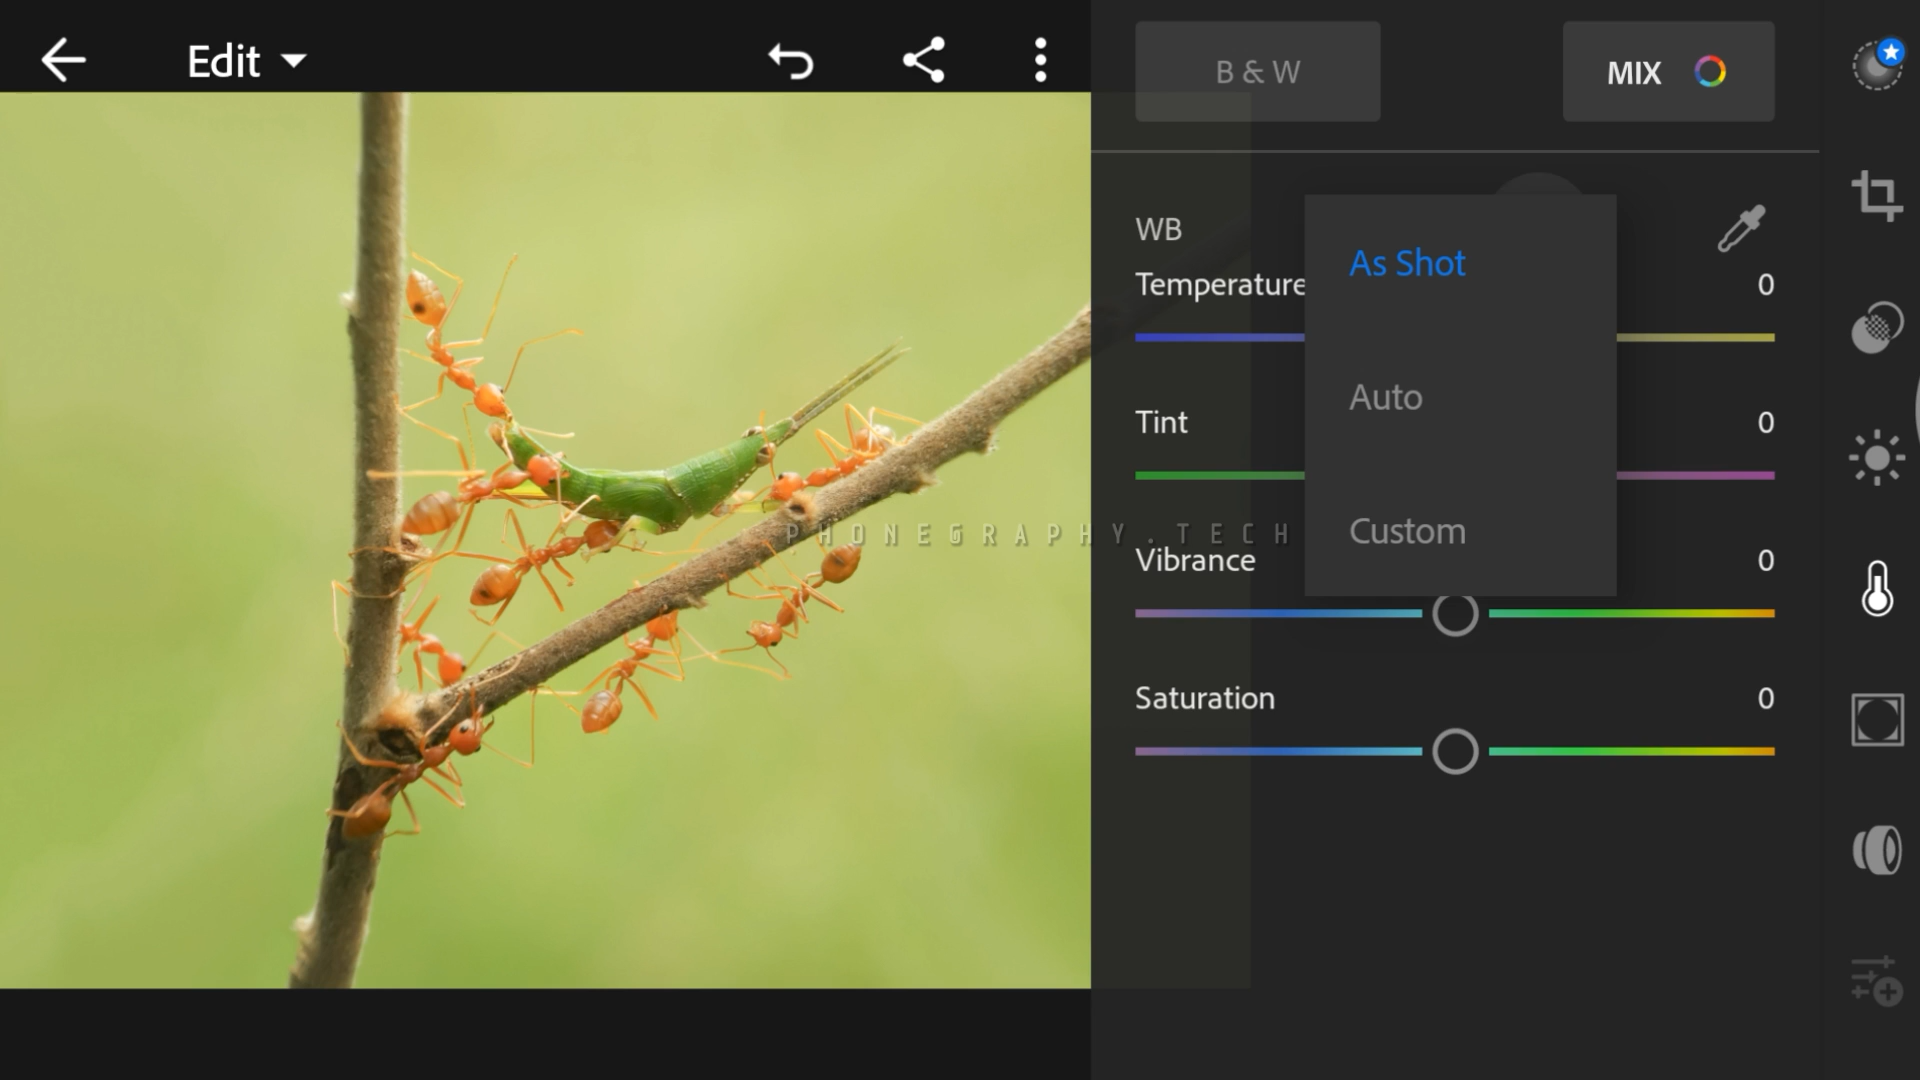 Edit
B & W
MIX
WB
As Shot
Temperature
0
Auto
Tint
0
Custom
PHONEGRAPHY.TECH
Vibrance
0
Saturation
0